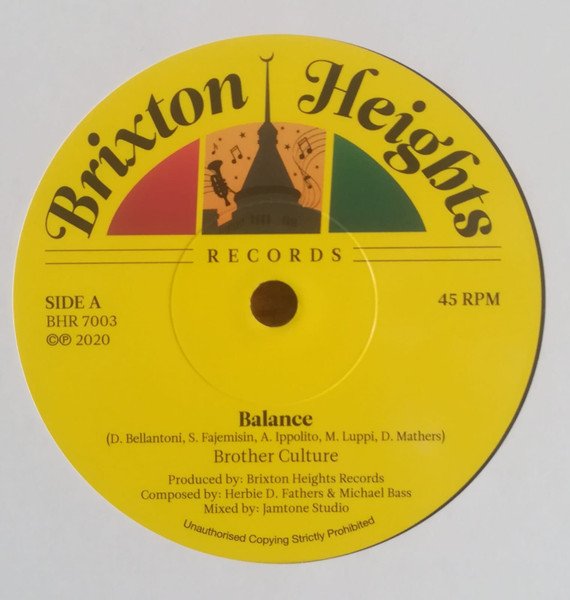 Brixton Heights
RECORDS
SIDE A
BHR 7003
©℗ 2020
45 RPM
Balance
(D. Bellantoni, S. Fajemisin, A. Ippolito, M. Luppi, D. Mathers)
Brother Culture
Produced by: Brixton Heights Records
Composed by: Herbie D. Fathers & Michael Bass
Mixed by: Jamtone Studio
Unauthorised Copying Strictly Prohibited